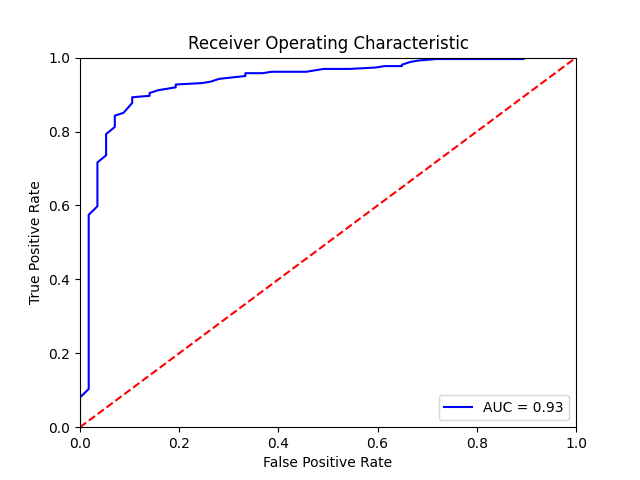 Receiver Operating Characteristic
1.0
0.8
0.6
0.4
0.2
0.0
True Positive Rate
AUC = 0.93
0.0 0.2 0.4 0.6 0.8 1.0
False Positive Rate